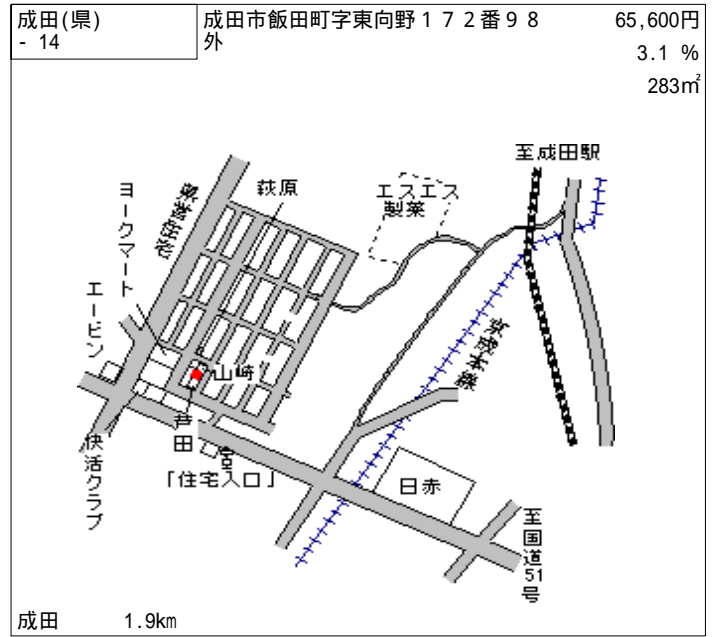 成田(県)
- 14
成田市飯田町字東向野１７２番９８
外
65,600円
3.1 %
283㎡
至成田駅
ヨークマート
荻原
エスエス
製薬
エービン
京成本線
山崎
芦田
宮
「住宅入口」
快活クラブ
日赤
至国道51号
成田 1.9km